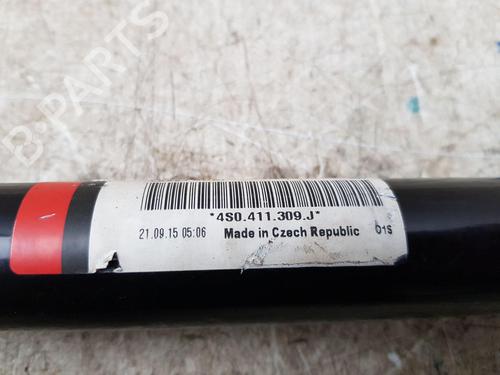 B-PARTS
*4S0.411.309.J*
21.09.15 05:06 Made in Czech Republic 01S